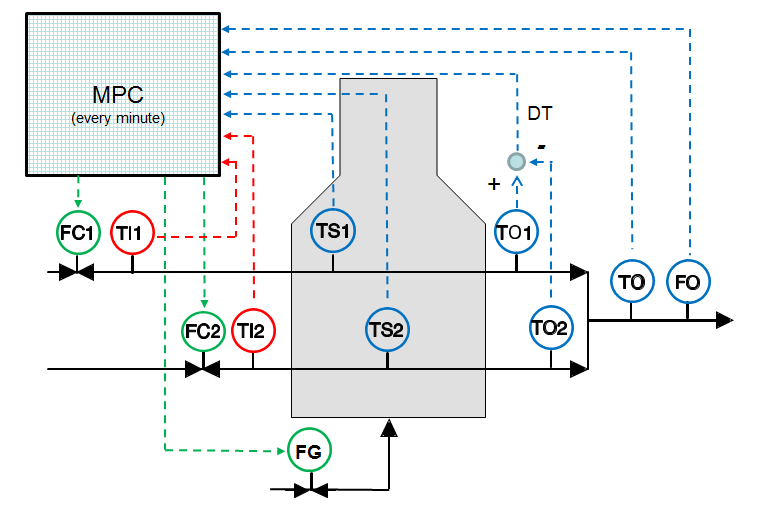 MPC
(every minute)
DT
-
+
FC1
TI1
TS1
TO1
TO
FO
FC2
TI2
TS2
TO2
FG